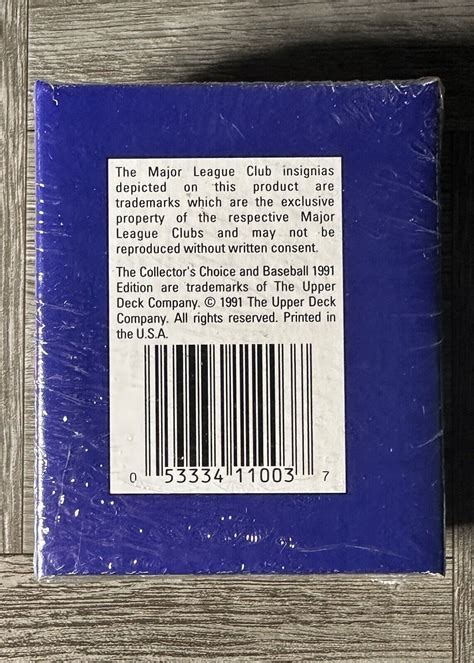 The Major League Club insignias
depicted on this product are
trademarks which are the exclusive
property of the respective Major
League Clubs and may not be
reproduced without written consent.
The Collector's Choice and Baseball 1991
Edition are trademarks of The Upper
Deck Company. © 1991 The Upper Deck
Company. All rights reserved. Printed in
the U.S.A.
0 53334 11003 7